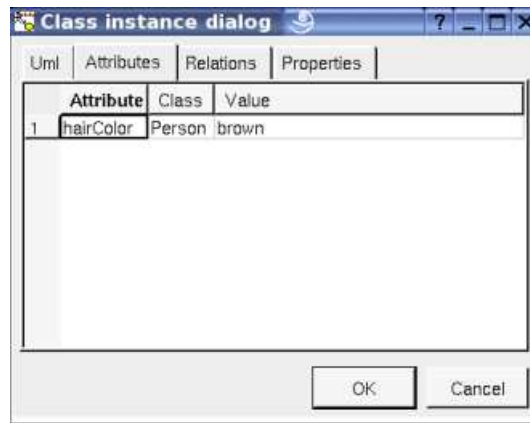 Class instance dialog ? _
Uml Attributes Relations Properties
Attribute Class Value
1 hairColor Person brown
OK Cancel